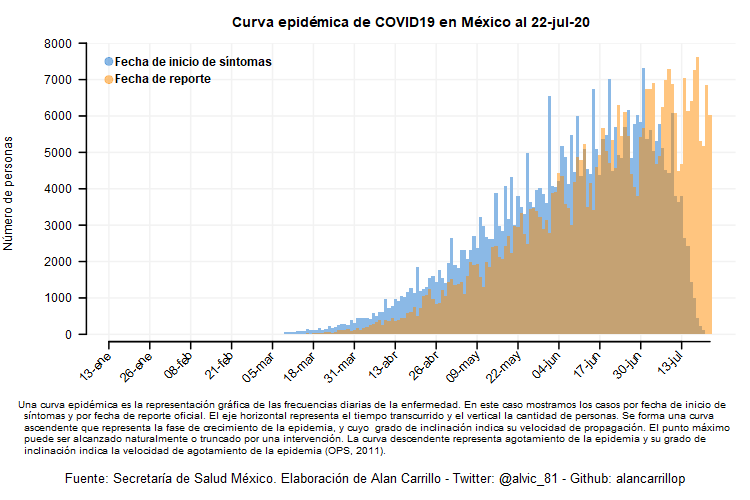 Curva epidémica de COVID19 en México al 22-jul-20
Fecha de inicio de síntomas
Fecha de reporte
Número de personas
8000
7000
6000
5000
4000
3000
2000
1000
0
13-ene
26-ene
08-feb
21-feb
05-mar
18-mar
31-mar
13-abr
26-abr
09-may
22-may
04-jun
17-jun
30-jun
13-jul
Una curva epidémica es la representación gráfica de las frecuencias diarias de la enfermedad. En este caso mostramos los casos por fecha de inicio de
síntomas y por fecha de reporte oficial. El eje horizontal representa el tiempo transcurrido y el vertical la cantidad de personas. Se forma una curva
ascendente que representa la fase de crecimiento de la epidemia, y cuyo grado de inclinación indica su velocidad de propagación. El punto máximo
puede ser alcanzado naturalmente o truncado por una intervención. La curva descendente representa agotamiento de la epidemia y su grado de
inclinación indica la velocidad de agotamiento de la epidemia (OPS, 2011).
Fuente: Secretaría de Salud México. Elaboración de Alan Carrillo - Twitter: @alvic_81 - Github: alancarrillop